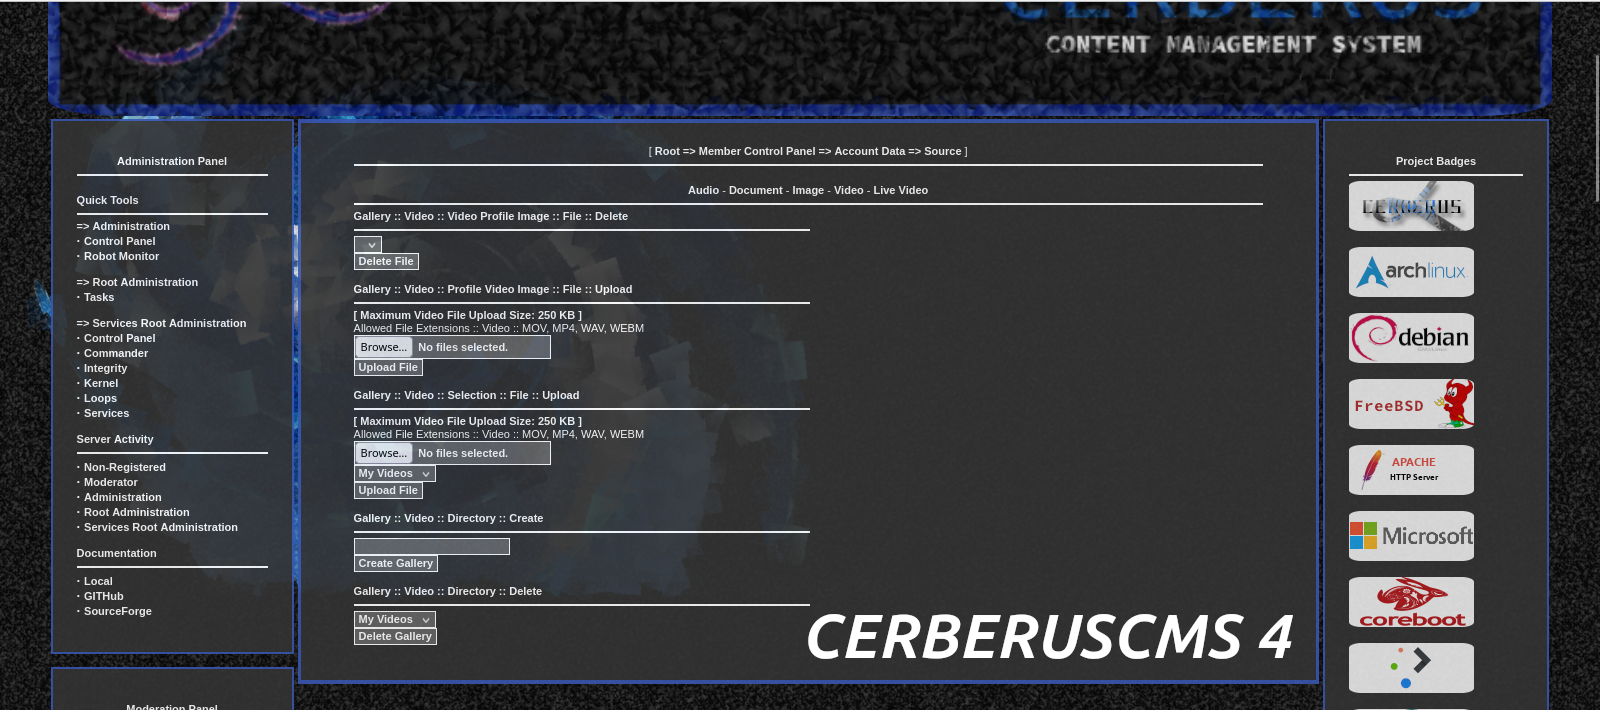 CERBERUS
CONTENT MANAGEMENT SYSTEM
Administration Panel
Quick Tools
=> Administration
· Control Panel
· Robot Monitor
=> Root Administration
· Tasks
=> Services Root Administration
· Control Panel
· Commander
· Integrity
· Kernel
· Loops
· Services
Server Activity
· Non-Registered
· Moderator
· Administration
· Root Administration
· Services Root Administration
Documentation
· Local
· GITHub
· SourceForge
Moderation Panel
[ Root => Member Control Panel => Account Data => Source ]
Audio - Document - Image - Video - Live Video
Gallery :: Video :: Video Profile Image :: File :: Delete
Delete File
Gallery :: Video :: Profile Video Image :: File :: Upload
[ Maximum Video File Upload Size: 250 KB ]
Allowed File Extensions :: Video :: MOV, MP4, WAV, WEBM
Browse... No files selected.
Upload File
Gallery :: Video :: Selection :: File :: Upload
[ Maximum Video File Upload Size: 250 KB ]
Allowed File Extensions :: Video :: MOV, MP4, WAV, WEBM
Browse... No files selected.
My Videos
Upload File
Gallery :: Video :: Directory :: Create
Create Gallery
Gallery :: Video :: Directory :: Delete
My Videos
Delete Gallery
CERBERUSCMS 4
Project Badges
CERBERUS
archlinux
debian
FreeBSD
APACHE
HTTP Server
Microsoft
coreboot